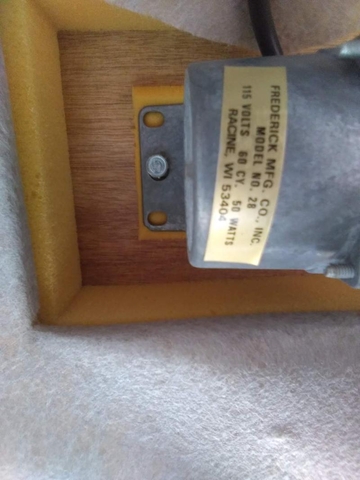 FREDERICK MFG. CO., INC.
MODEL NO. 28
115 VOLTS 60 CY. 50 WATTS
RACINE, WI 53404